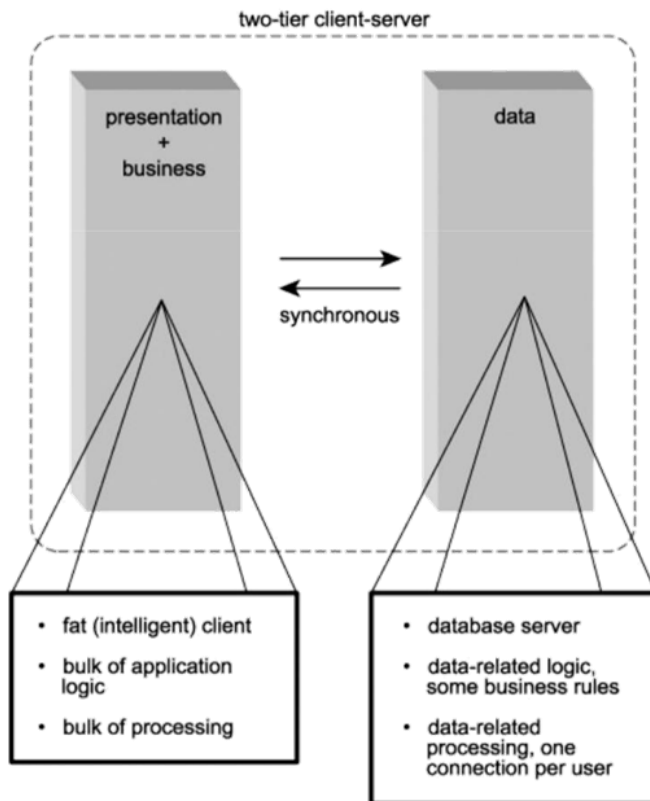 two-tier client-server
presentation
+
business
data
synchronous
• fat (intelligent) client
• bulk of application
logic
• bulk of processing
• database server
• data-related logic,
some business rules
• data-related
processing, one
connection per user